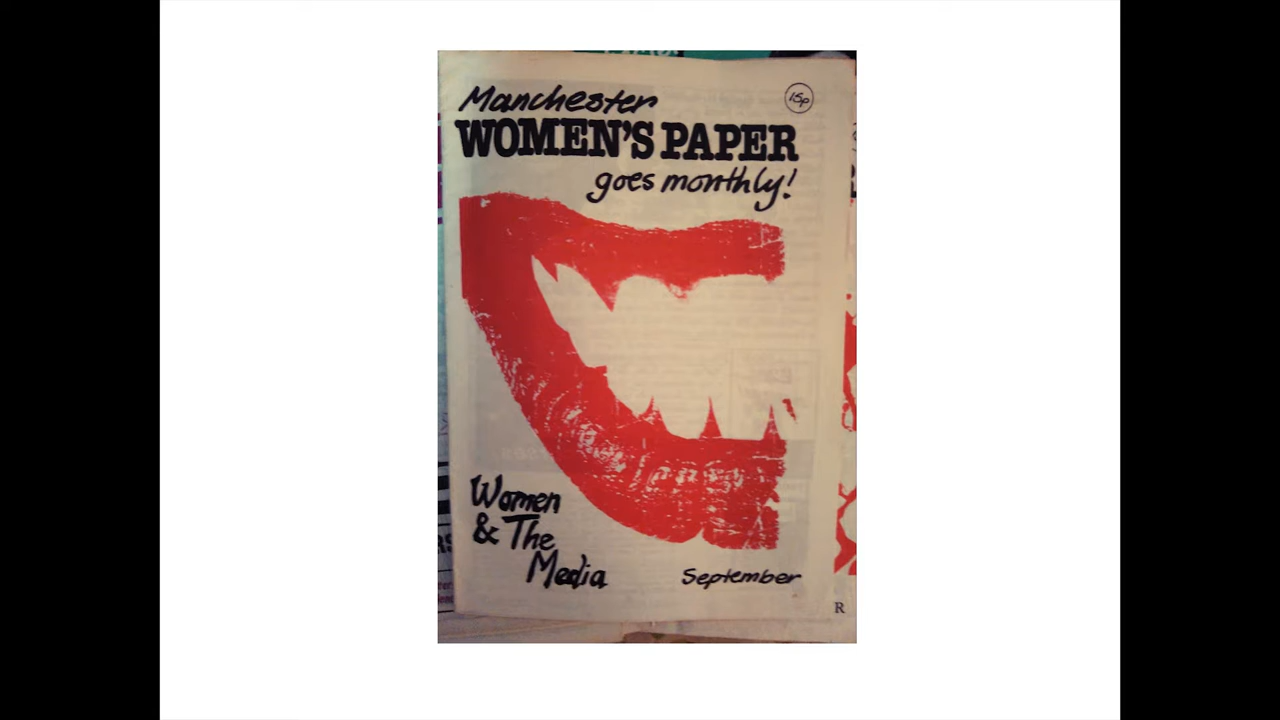 Manchester
15p
WOMEN'S PAPER
goes monthly!
Women
& The
Media
September
R